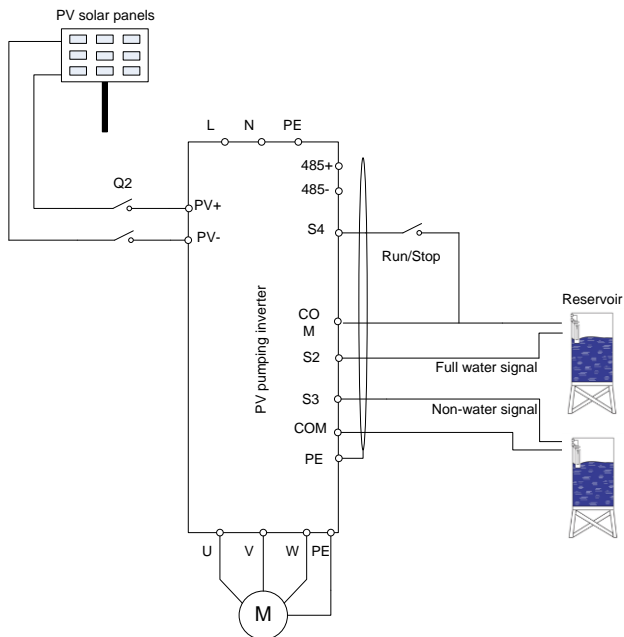 PV solar panels
L N PE
485+
485-
Q2
PV+
S4
PV-
Run/Stop
Reservoir
CO
M
PV pumping inverter
S2
Full water signal
S3
Non-water signal
COM
PE
U V W PE
M